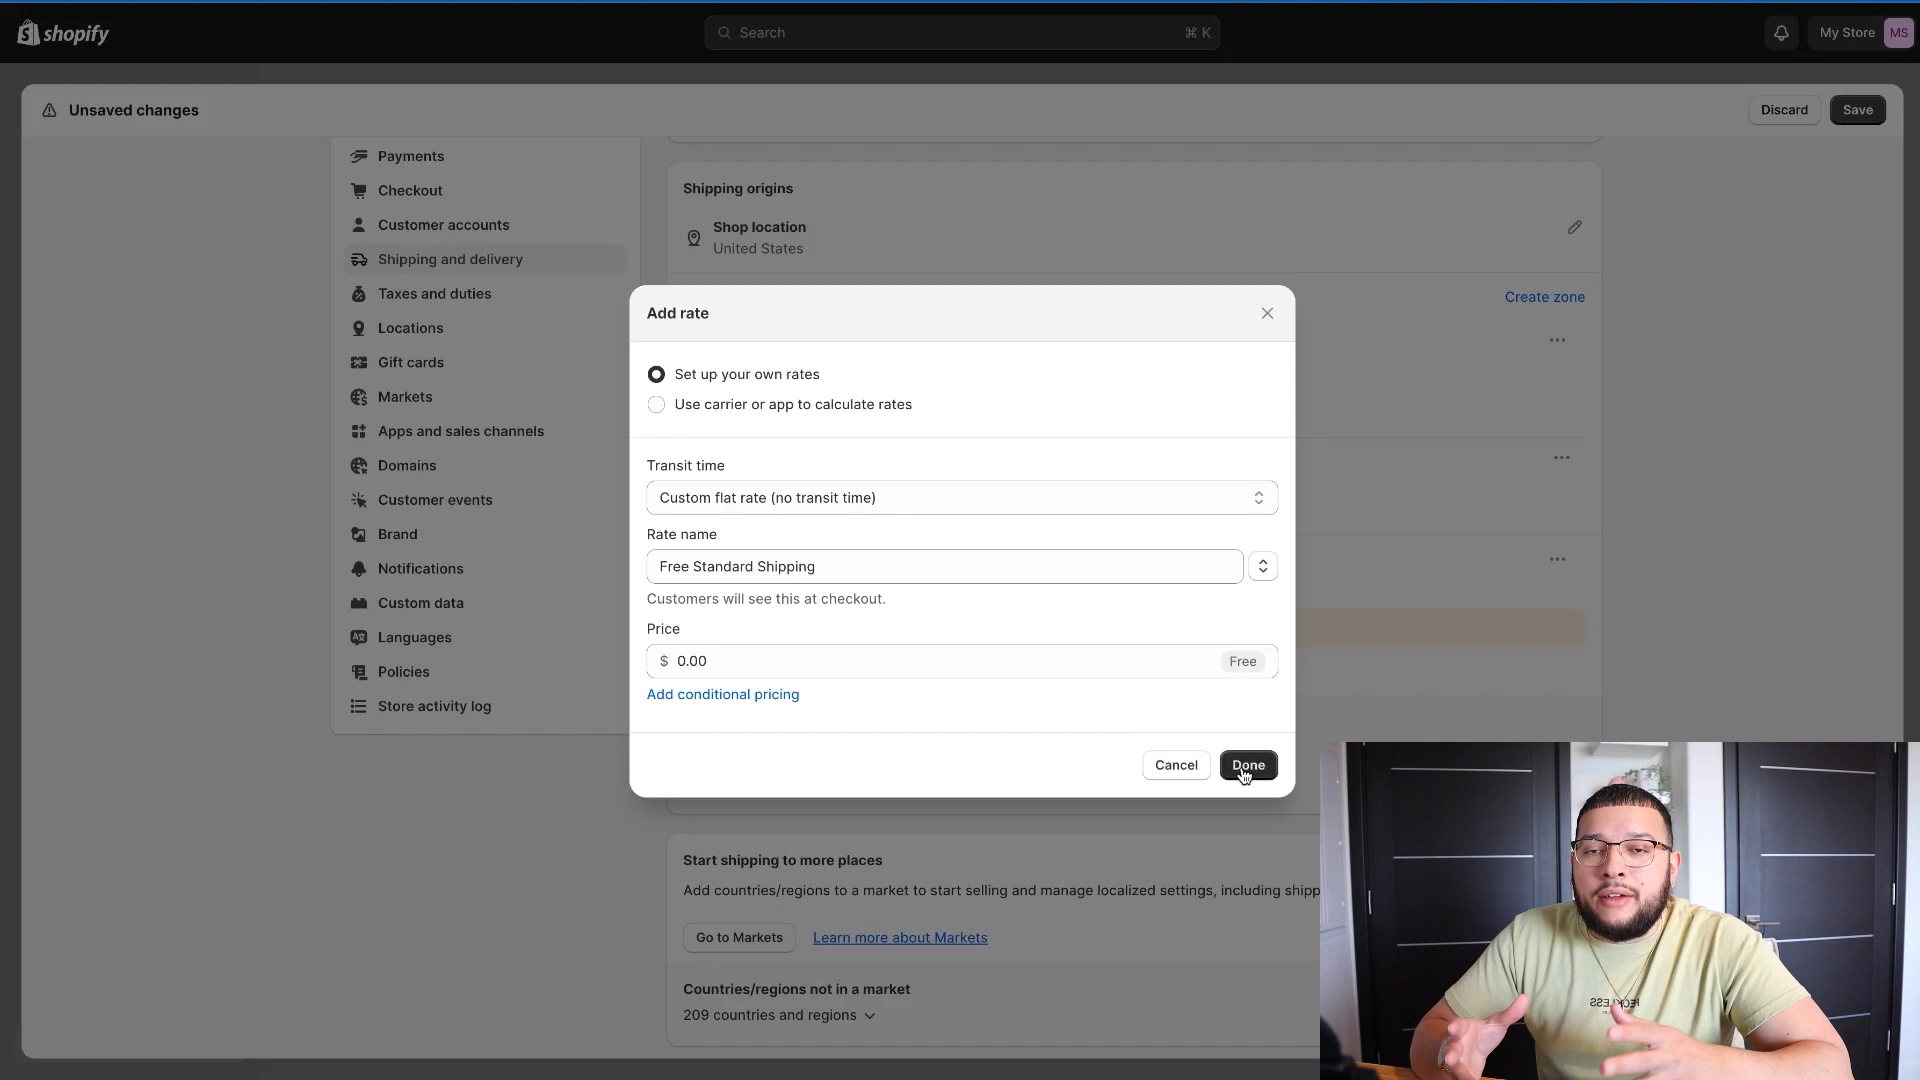 shopify
Search
⌘ K
My Store
MS
Unsaved changes
Discard
Save
Payments
Checkout
Customer accounts
Shipping and delivery
Taxes and duties
Locations
Gift cards
Markets
Apps and sales channels
Domains
Customer events
Brand
Notifications
Custom data
Languages
Policies
Store activity log
Shipping origins
Shop location
United States
Create zone
Add rate
Set up your own rates
Use carrier or app to calculate rates
Transit time
Custom flat rate (no transit time)
Rate name
Free Standard Shipping
Customers will see this at checkout.
Price
$ 0.00
Free
Add conditional pricing
Cancel
Done
Start shipping to more places
Add countries/regions to a market to start selling and manage localized settings, including shipp
Go to Markets
Learn more about Markets
Countries/regions not in a market
209 countries and regions